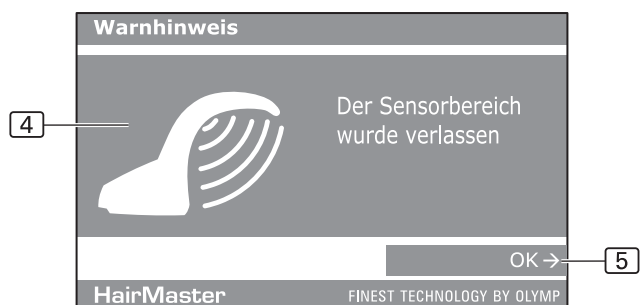 Warnhinweis
4
Der Sensorbereich
wurde verlassen
OK →
5
HairMaster FINEST TECHNOLOGY BY OLYMP